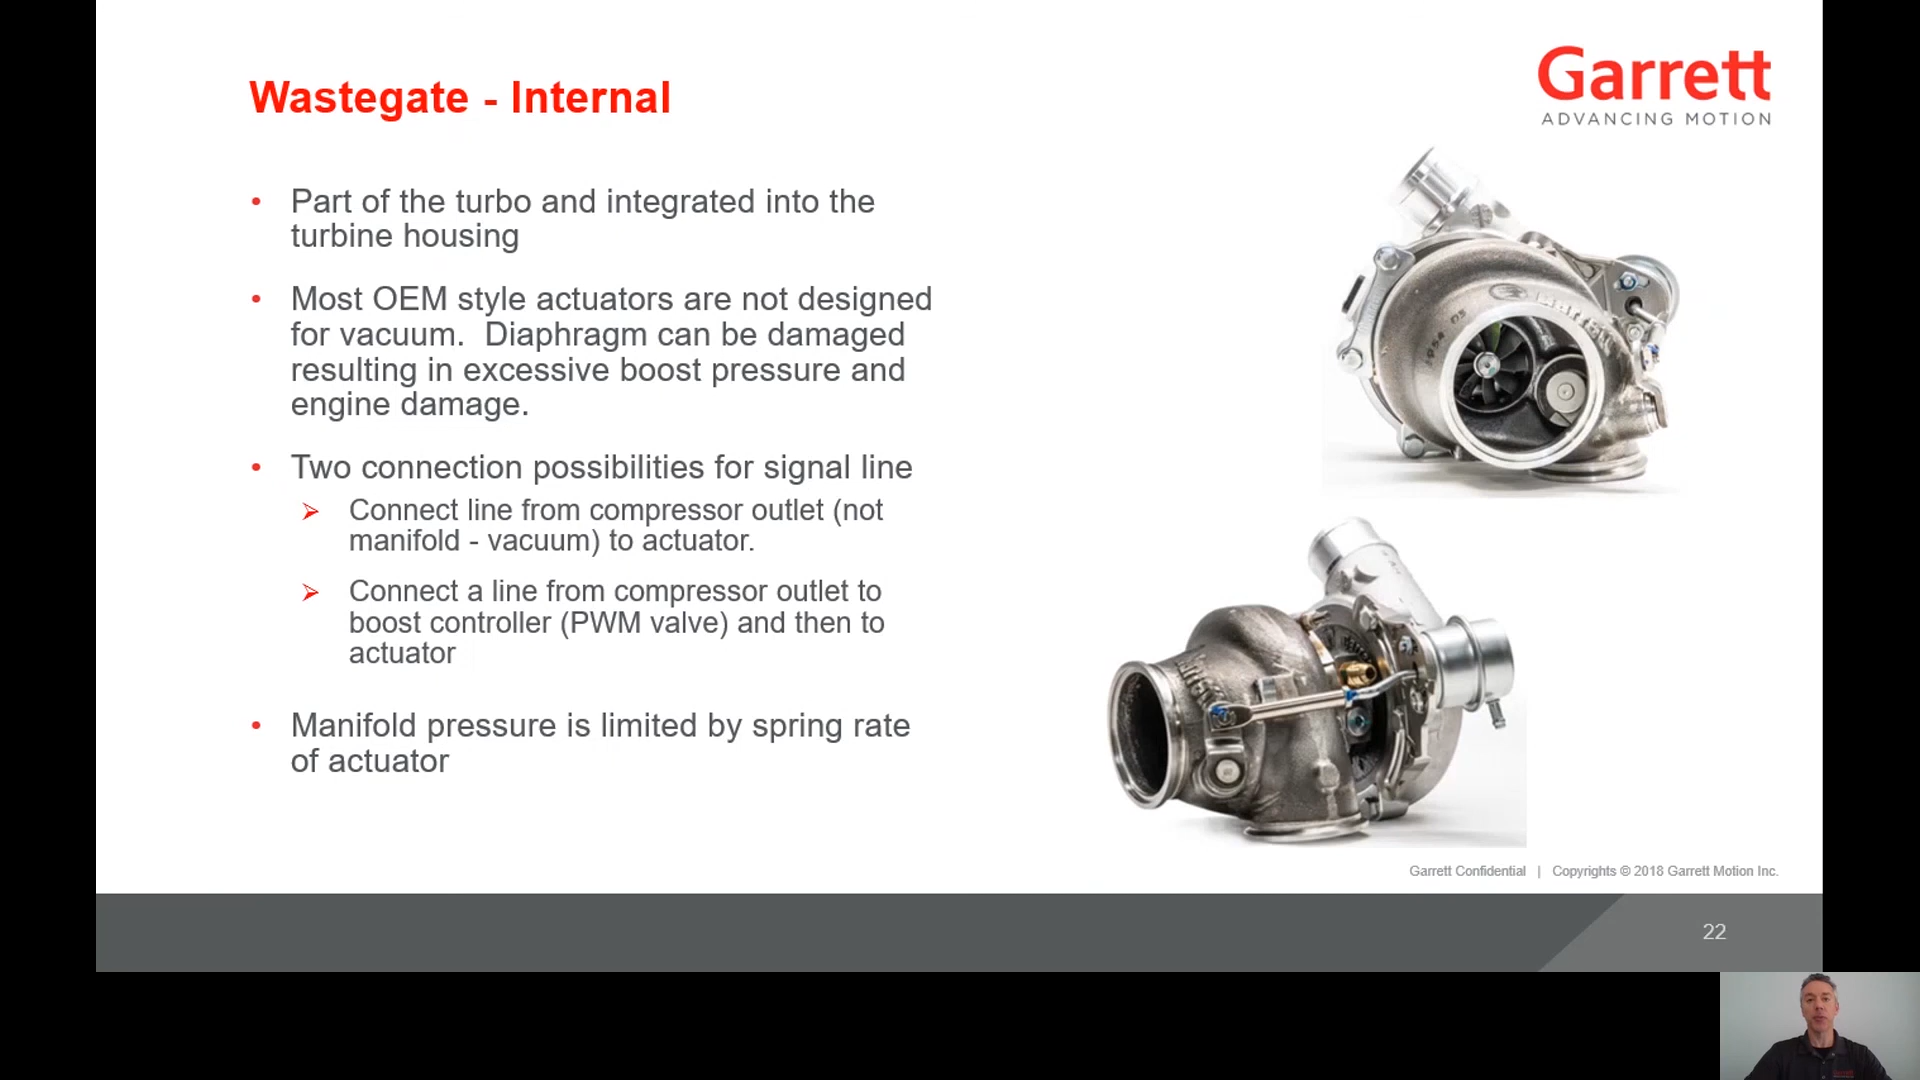 Garrett
ADVANCING MOTION
Wastegate - Internal
• Part of the turbo and integrated into the
turbine housing
• Most OEM style actuators are not designed
for vacuum.  Diaphragm can be damaged
resulting in excessive boost pressure and
engine damage.
• Two connection possibilities for signal line
➢ Connect line from compressor outlet (not
manifold - vacuum) to actuator.
➢ Connect a line from compressor outlet to
boost controller (PWM valve) and then to
actuator
• Manifold pressure is limited by spring rate
of actuator
Garrett Confidential | Copyrights © 2018 Garrett Motion Inc.
22